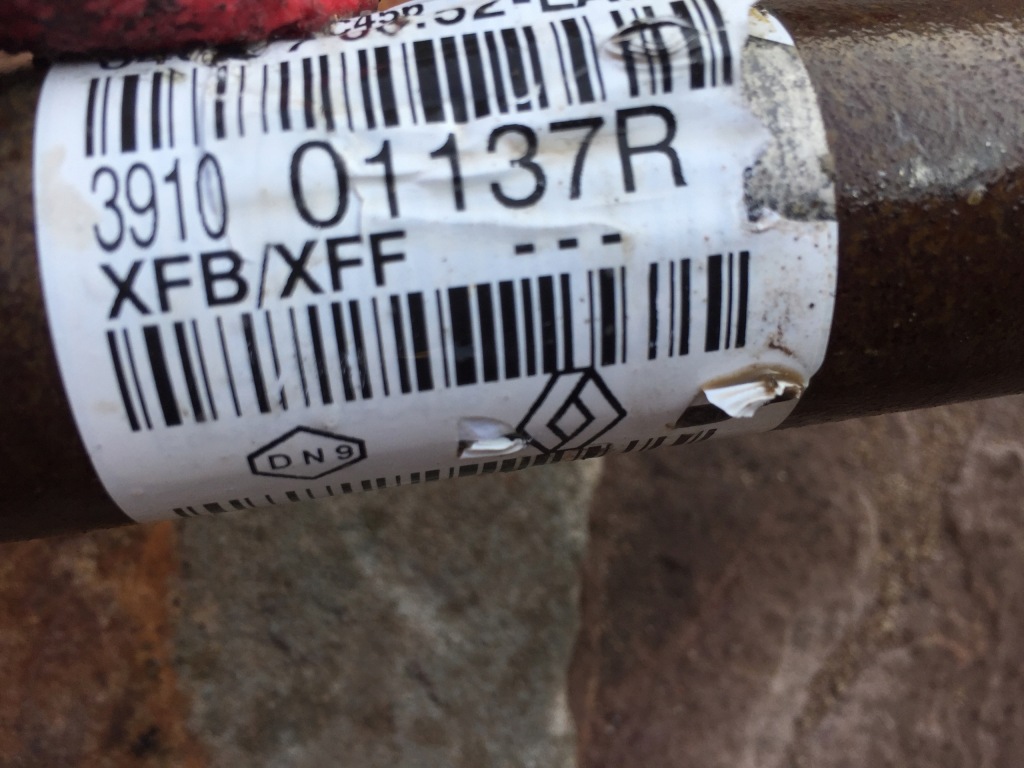 3910 01137R
XFB/XFF ---
DN9